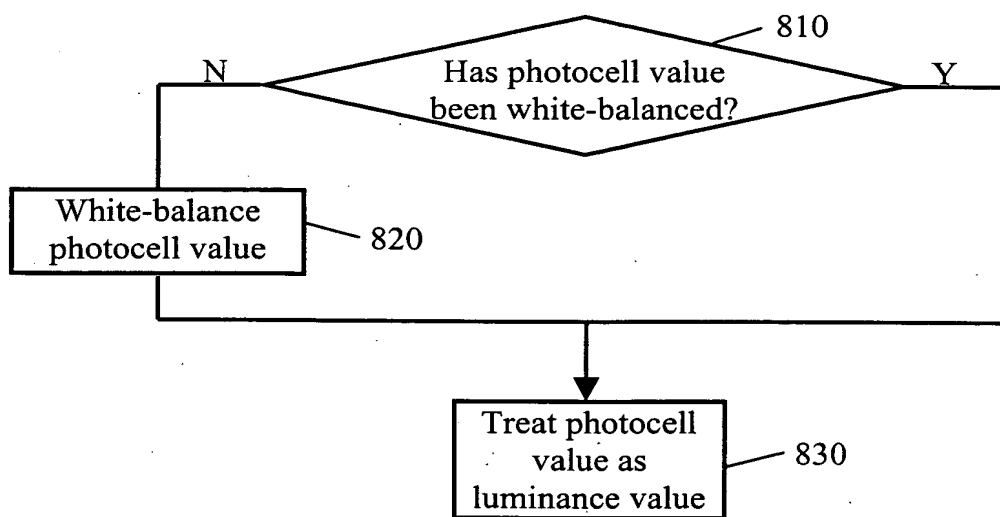 810
N
Has photocell value
been white-balanced?
Y
White-balance
photocell value
820
Treat photocell
value as
luminance value
830